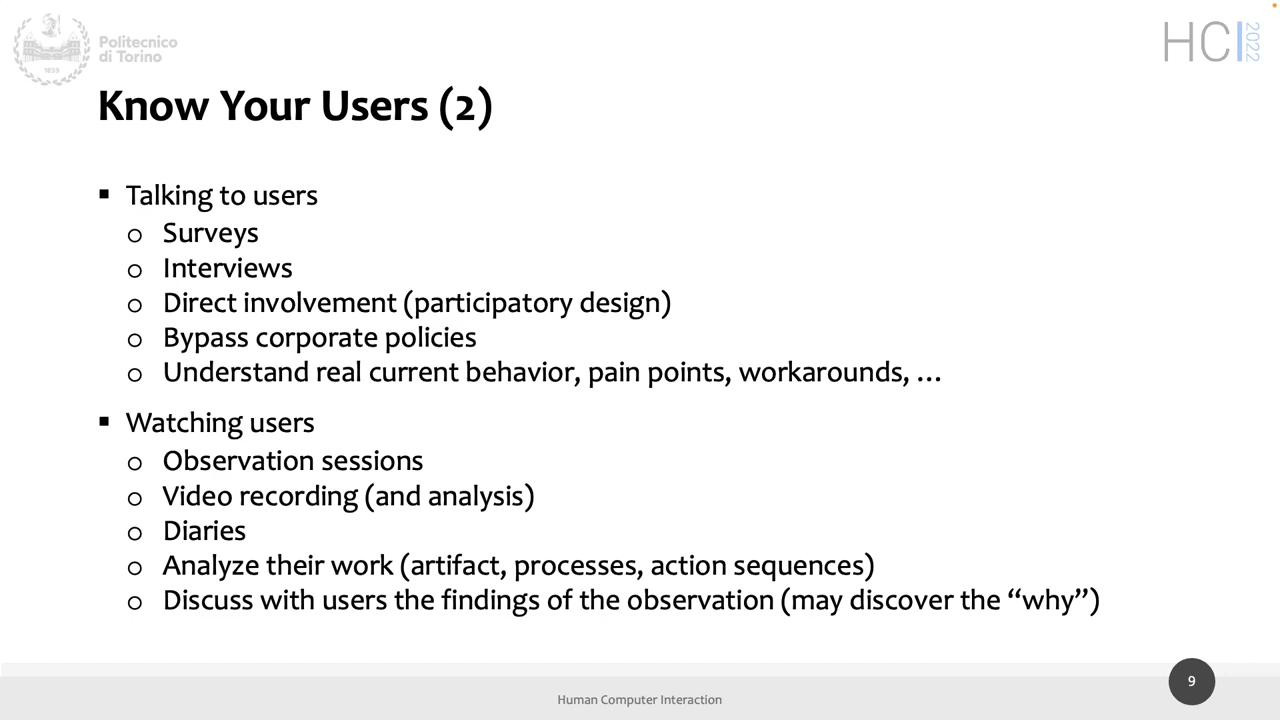 Politecnico
di Torino
1859
HCI 2022
Know Your Users (2)
▪ Talking to users
o Surveys
o Interviews
o Direct involvement (participatory design)
o Bypass corporate policies
o Understand real current behavior, pain points, workarounds, …
▪ Watching users
o Observation sessions
o Video recording (and analysis)
o Diaries
o Analyze their work (artifact, processes, action sequences)
o Discuss with users the findings of the observation (may discover the “why”)
Human Computer Interaction
9